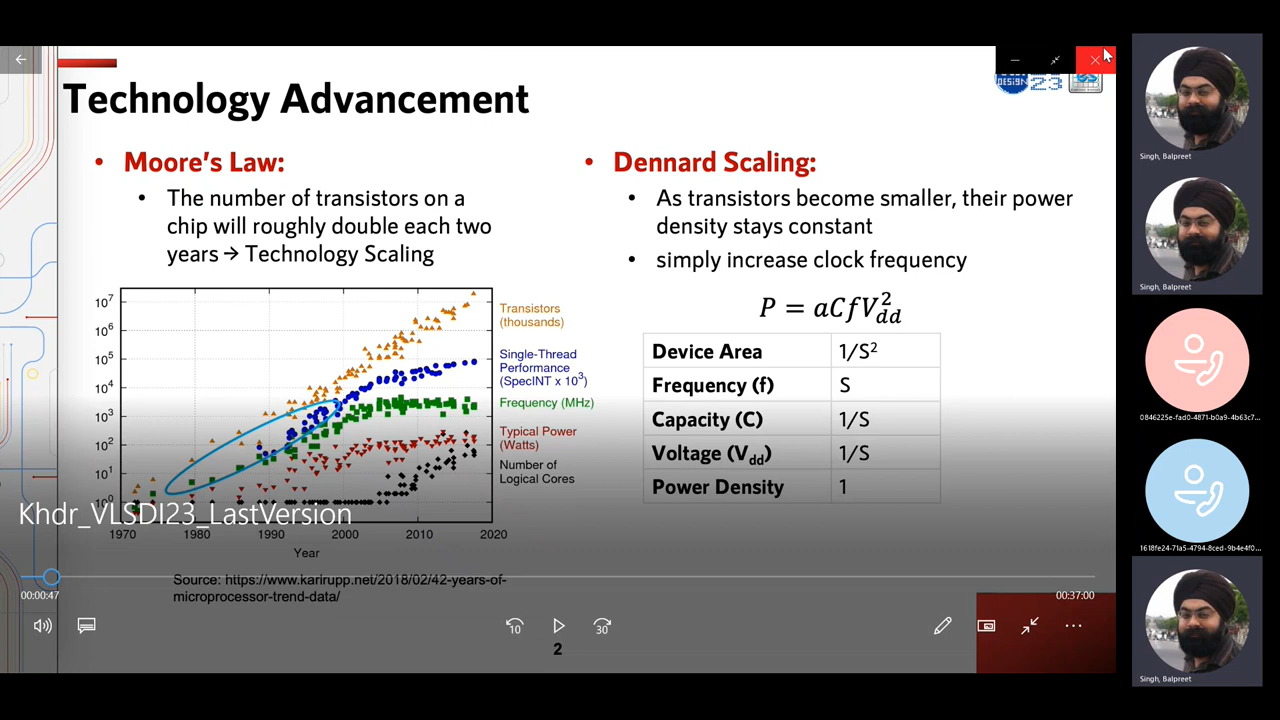 Technology Advancement
DESIGN
23
• Moore's Law:
• The number of transistors on a
chip will roughly double each two
years → Technology Scaling
10⁷
10⁶
10⁵
10⁴
10³
10²
10¹
10⁰
1970 1980 1990 2000 2010 2020
Year
Transistors
(thousands)
Single-Thread
Performance
(SpecINT x 10³)
Frequency (MHz)
Typical Power
(Watts)
Number of
Logical Cores
Source: https://www.karlrupp.net/2018/02/42-years-of-
microprocessor-trend-data/
• Dennard Scaling:
• As transistors become smaller, their power
density stays constant
• simply increase clock frequency
P = aCfV²dd
Device Area 1/S²
Frequency (f) S
Capacity (C) 1/S
Voltage (Vdd) 1/S
Power Density 1
Khdr_VLSDI23_LastVersion
00:00:47
00:37:00
10
30
2
Singh, Balpreet
Singh, Balpreet
0846225e-fad0-4871-b0a9-4b63c7...
1618fe24-71a5-4794-8ced-9b4e4f0...
Singh, Balpreet